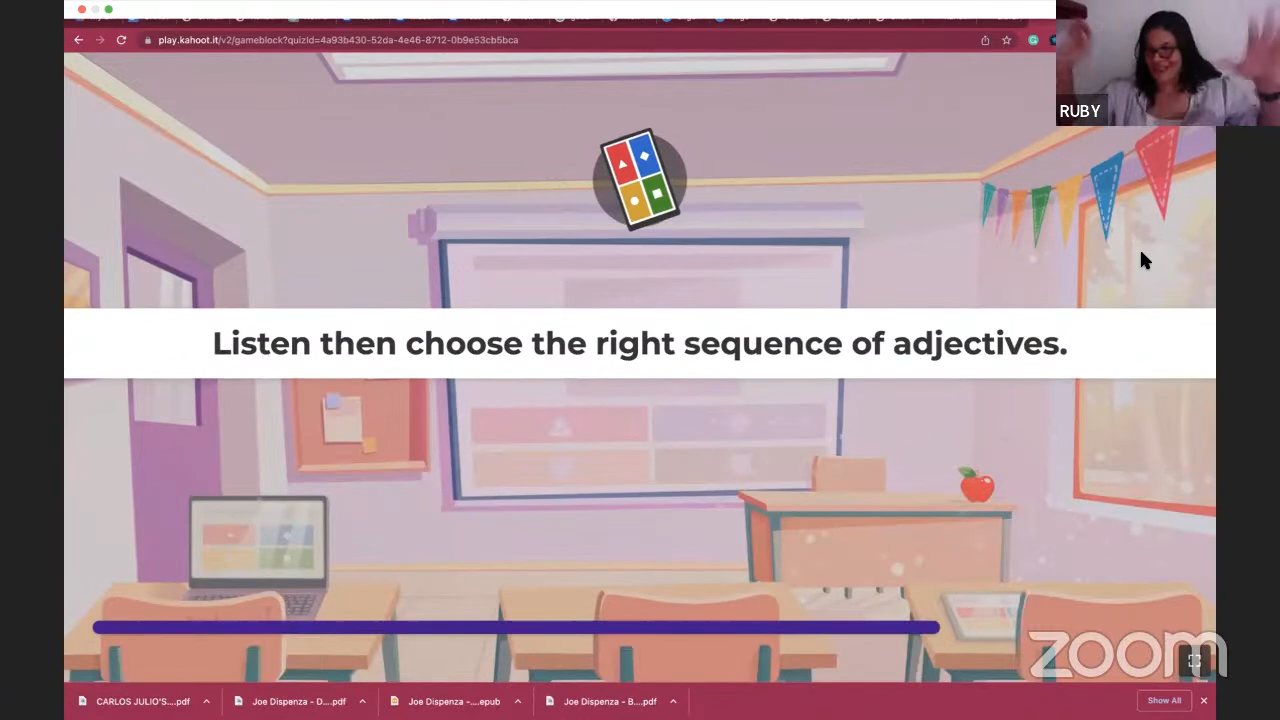 play.kahoot.it/v2/gameblock?quizId=4a93b430-52da-4e46-8712-0b9e53cb5bca
RUBY
Listen then choose the right sequence of adjectives.
zoom
CARLOS JULIO'S....pdf
Joe Dispenza - D....pdf
Joe Dispenza -....epub
Joe Dispenza - B....pdf
Show All